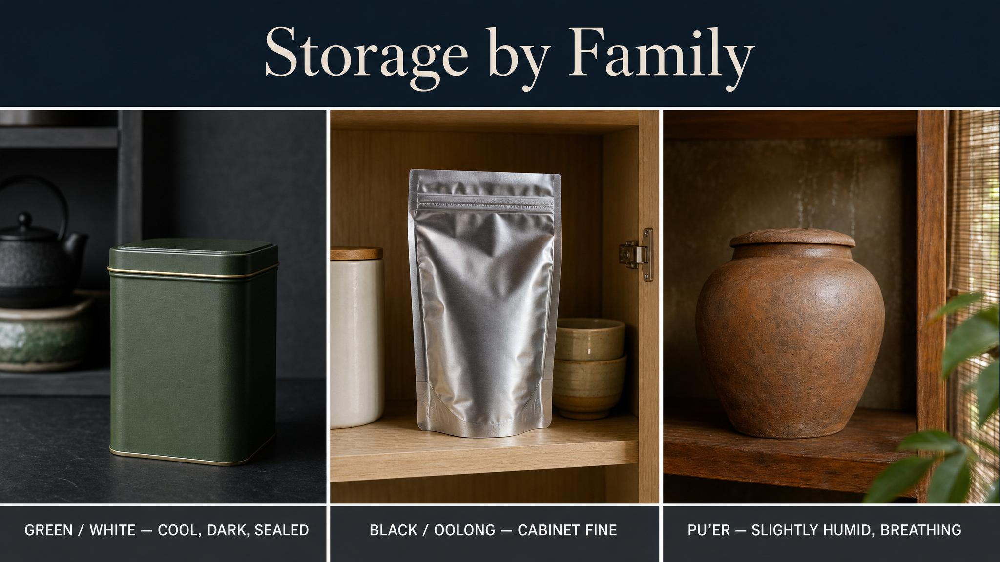 Storage by Family
GREEN / WHITE — COOL, DARK, SEALED
BLACK / OOLONG — CABINET FINE
PU’ER — SLIGHTLY HUMID, BREATHING